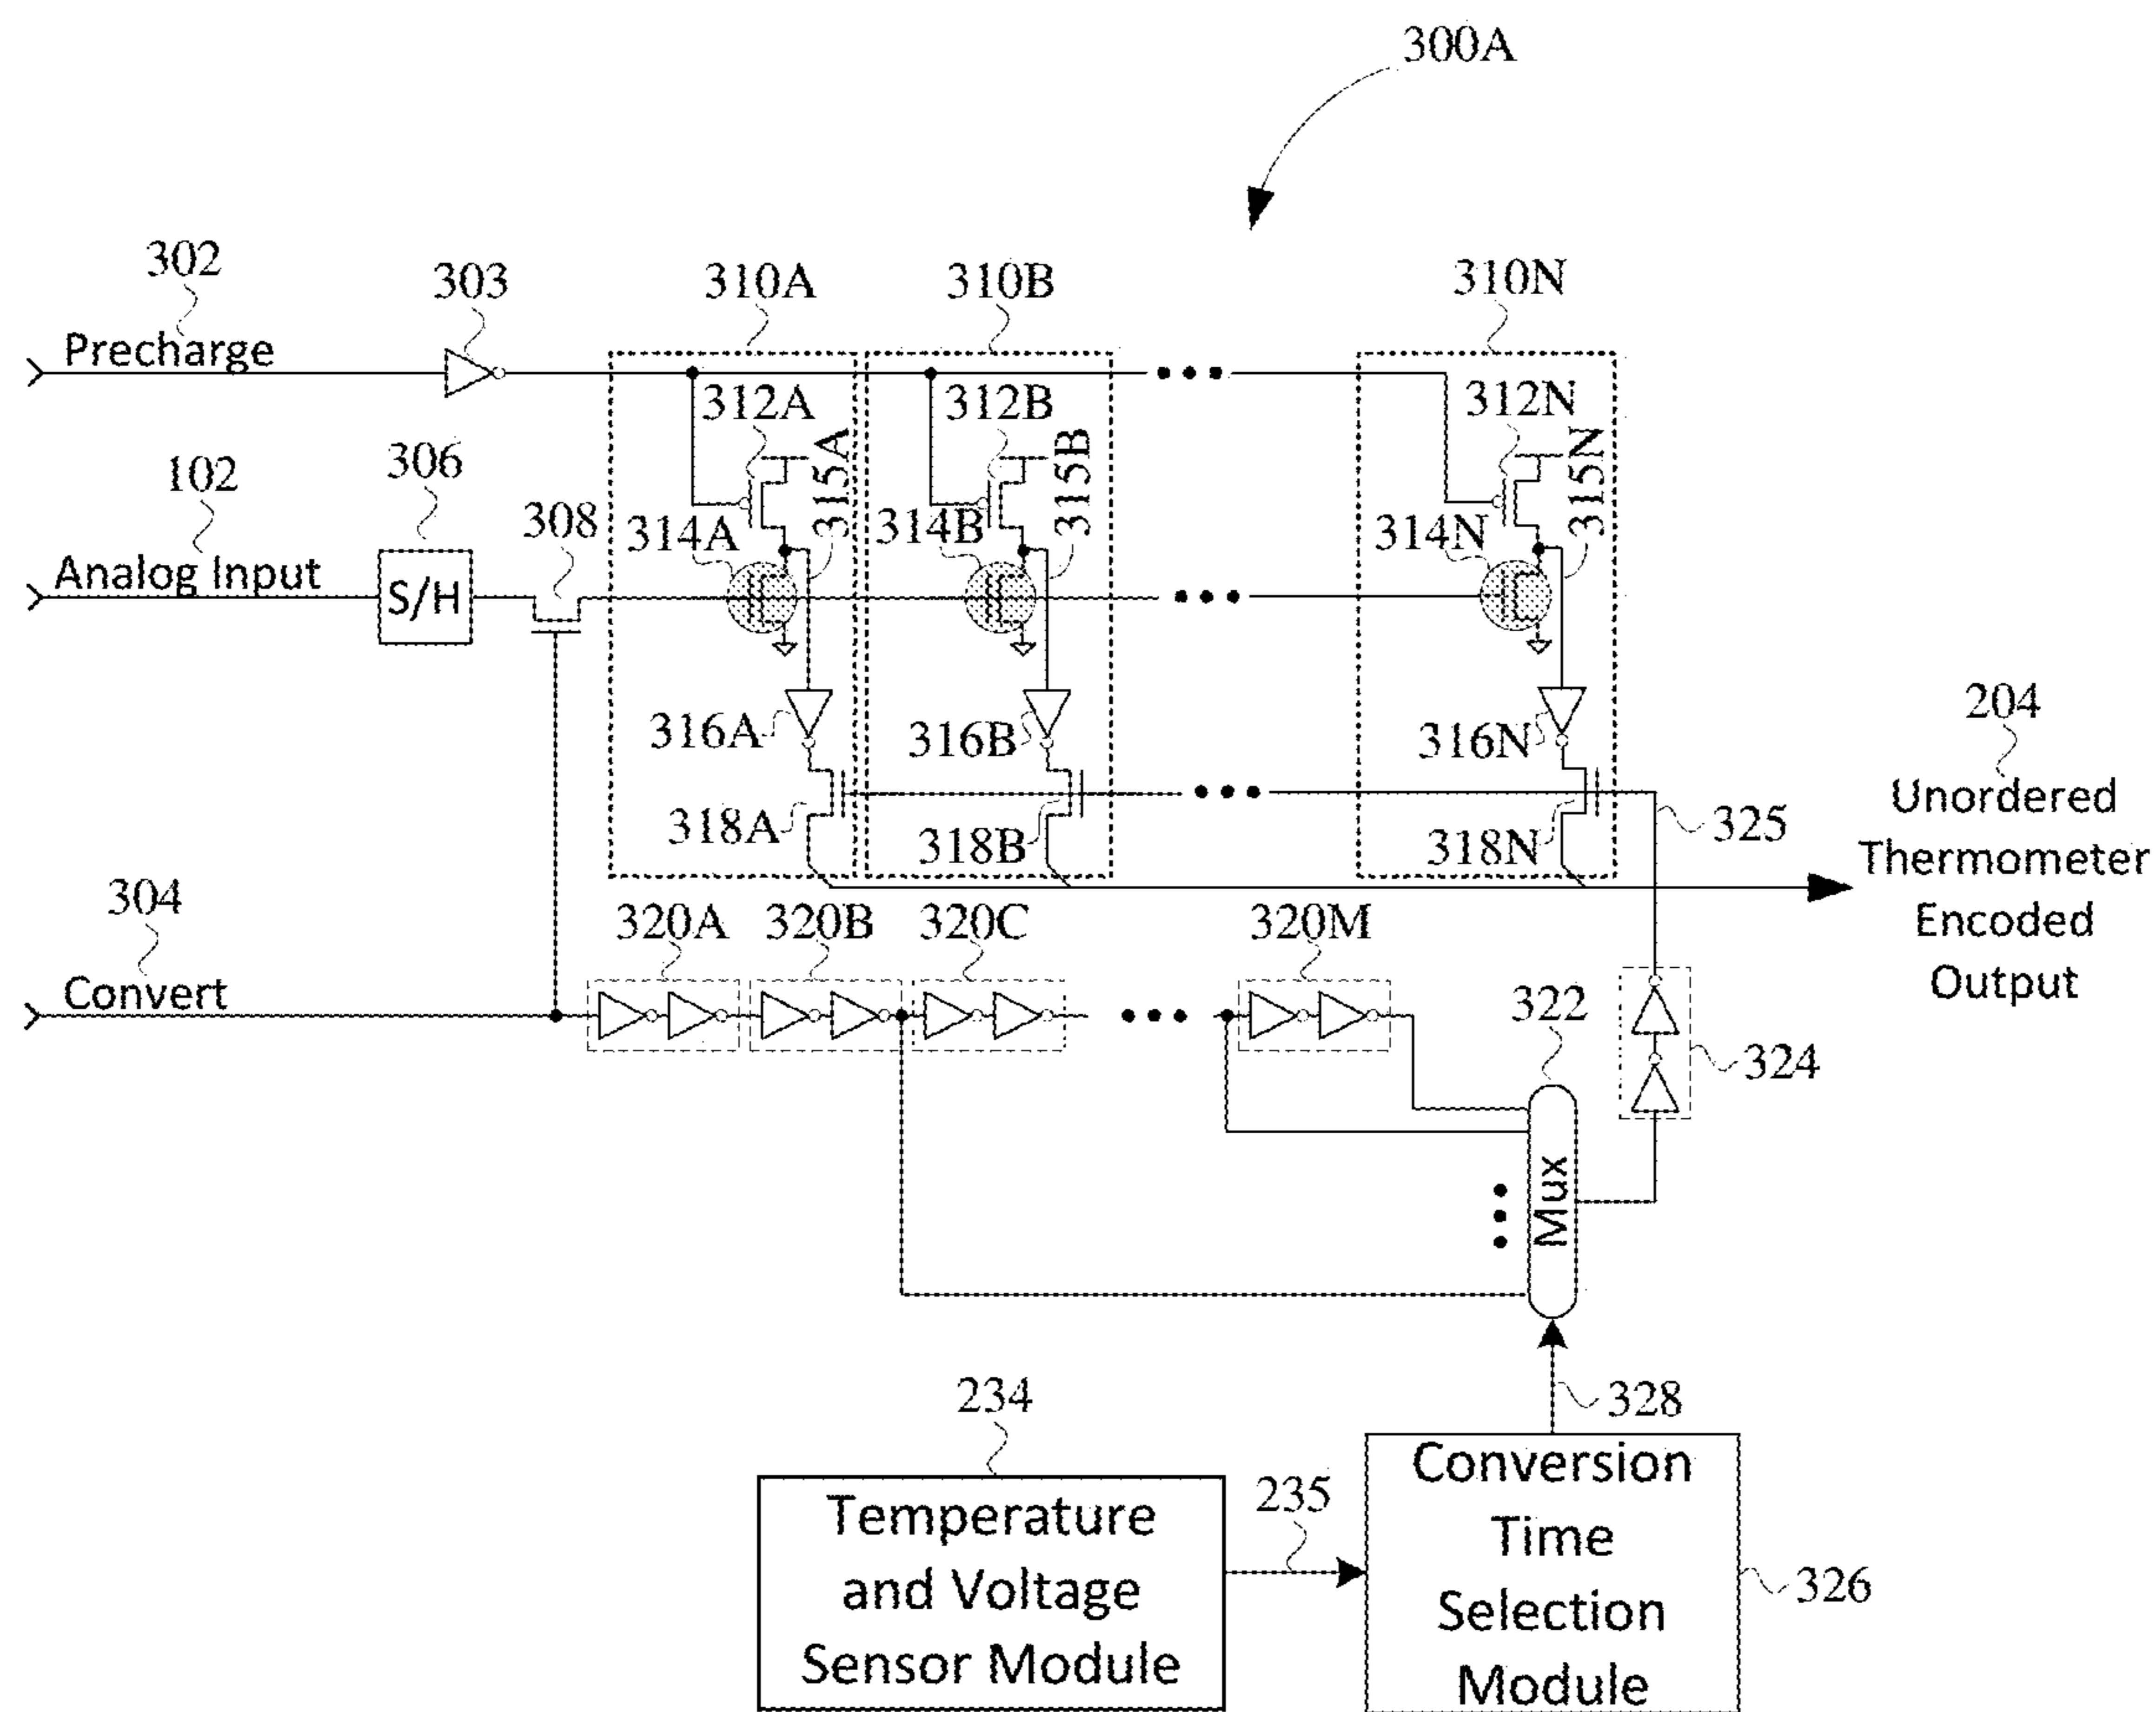 300A
302
303
310A
310B
310N
Precharge
312A
312B
312N
315A
315B
315N
102
306
308
314A
314B
314N
Analog Input
S/H
316A
316B
316N
204
318A
318B
318N
325
Unordered
Thermometer
Encoded
Output
304
320A
320B
320C
320M
Convert
322
324
Mux
328
234
235
Temperature
and Voltage
Sensor Module
Conversion
Time
Selection
Module
326